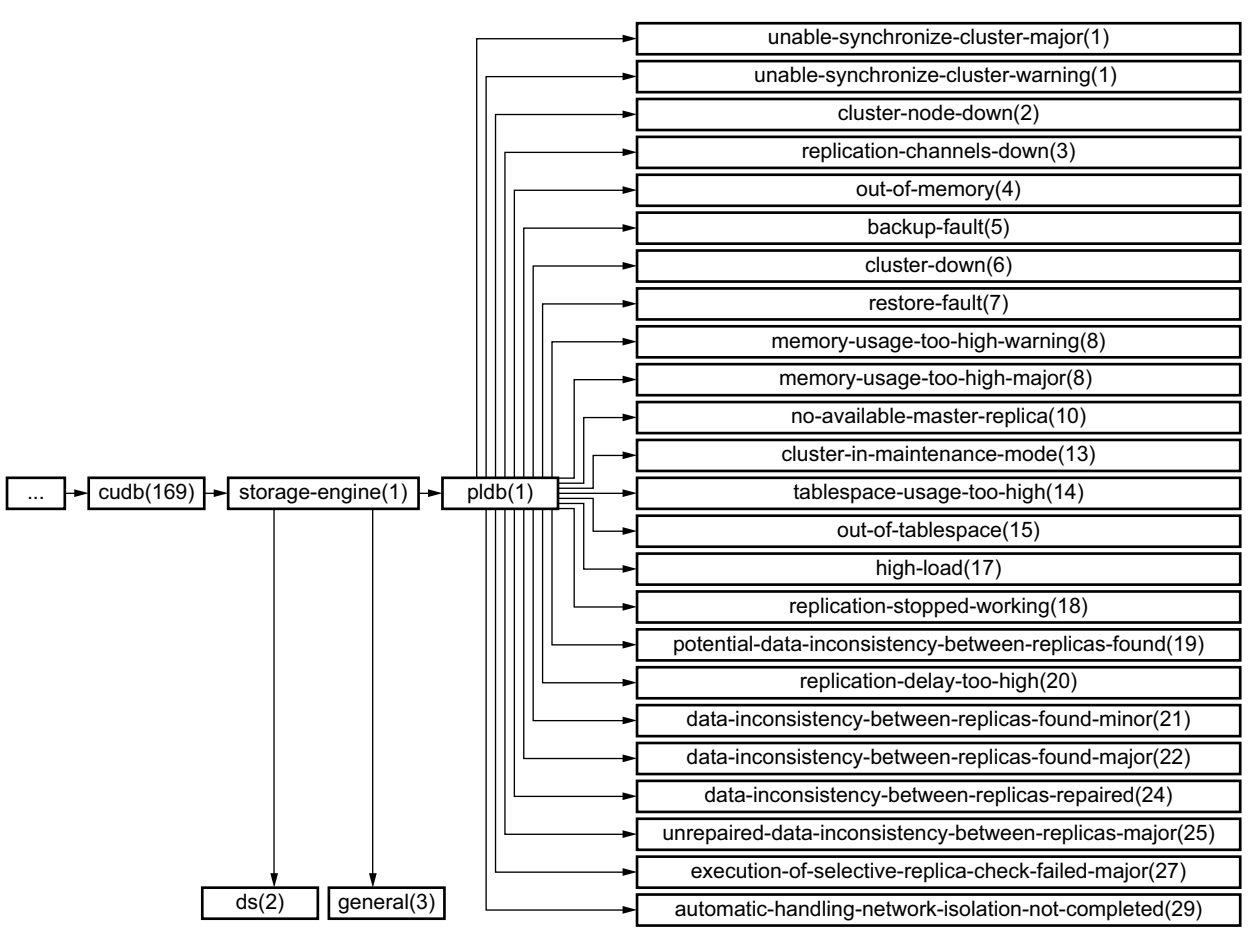 unable-synchronize-cluster-major(1)
unable-synchronize-cluster-warning(1)
cluster-node-down(2)
replication-channels-down(3)
out-of-memory(4)
backup-fault(5)
cluster-down(6)
restore-fault(7)
memory-usage-too-high-warning(8)
memory-usage-too-high-major(8)
no-available-master-replica(10)
cluster-in-maintenance-mode(13)
... cudb(169) storage-engine(1) pldb(1) tablespace-usage-too-high(14)
out-of-tablespace(15)
high-load(17)
replication-stopped-working(18)
potential-data-inconsistency-between-replicas-found(19)
replication-delay-too-high(20)
data-inconsistency-between-replicas-found-minor(21)
data-inconsistency-between-replicas-found-major(22)
data-inconsistency-between-replicas-repaired(24)
unrepaired-data-inconsistency-between-replicas-major(25)
execution-of-selective-replica-check-failed-major(27)
ds(2) general(3) automatic-handling-network-isolation-not-completed(29)